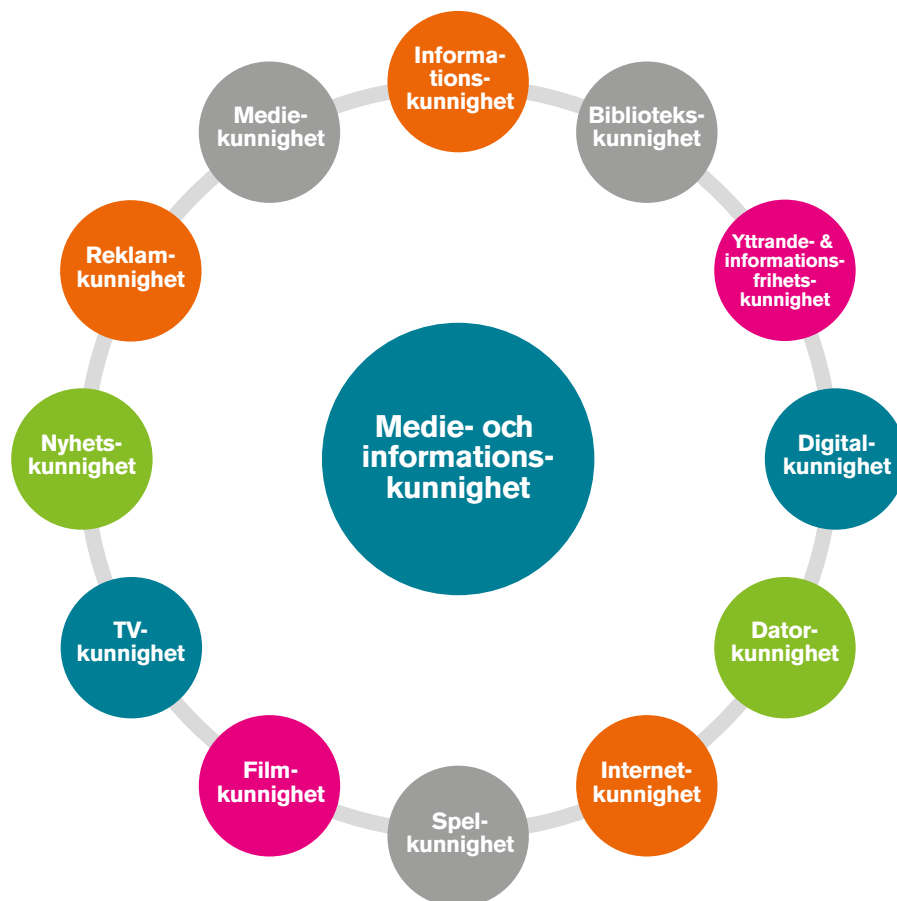 Informa-
tions-
kunnighet
Biblioteks-
kunnighet
Yttrande- &
informations-
frihets-
kunnighet
Digital-
kunnighet
Dator-
kunnighet
Internet-
kunnighet
Spel-
kunnighet
Film-
kunnighet
TV-
kunnighet
Nyhets-
kunnighet
Reklam-
kunnighet
Medie-
kunnighet
Medie- och
informations-
kunnighet